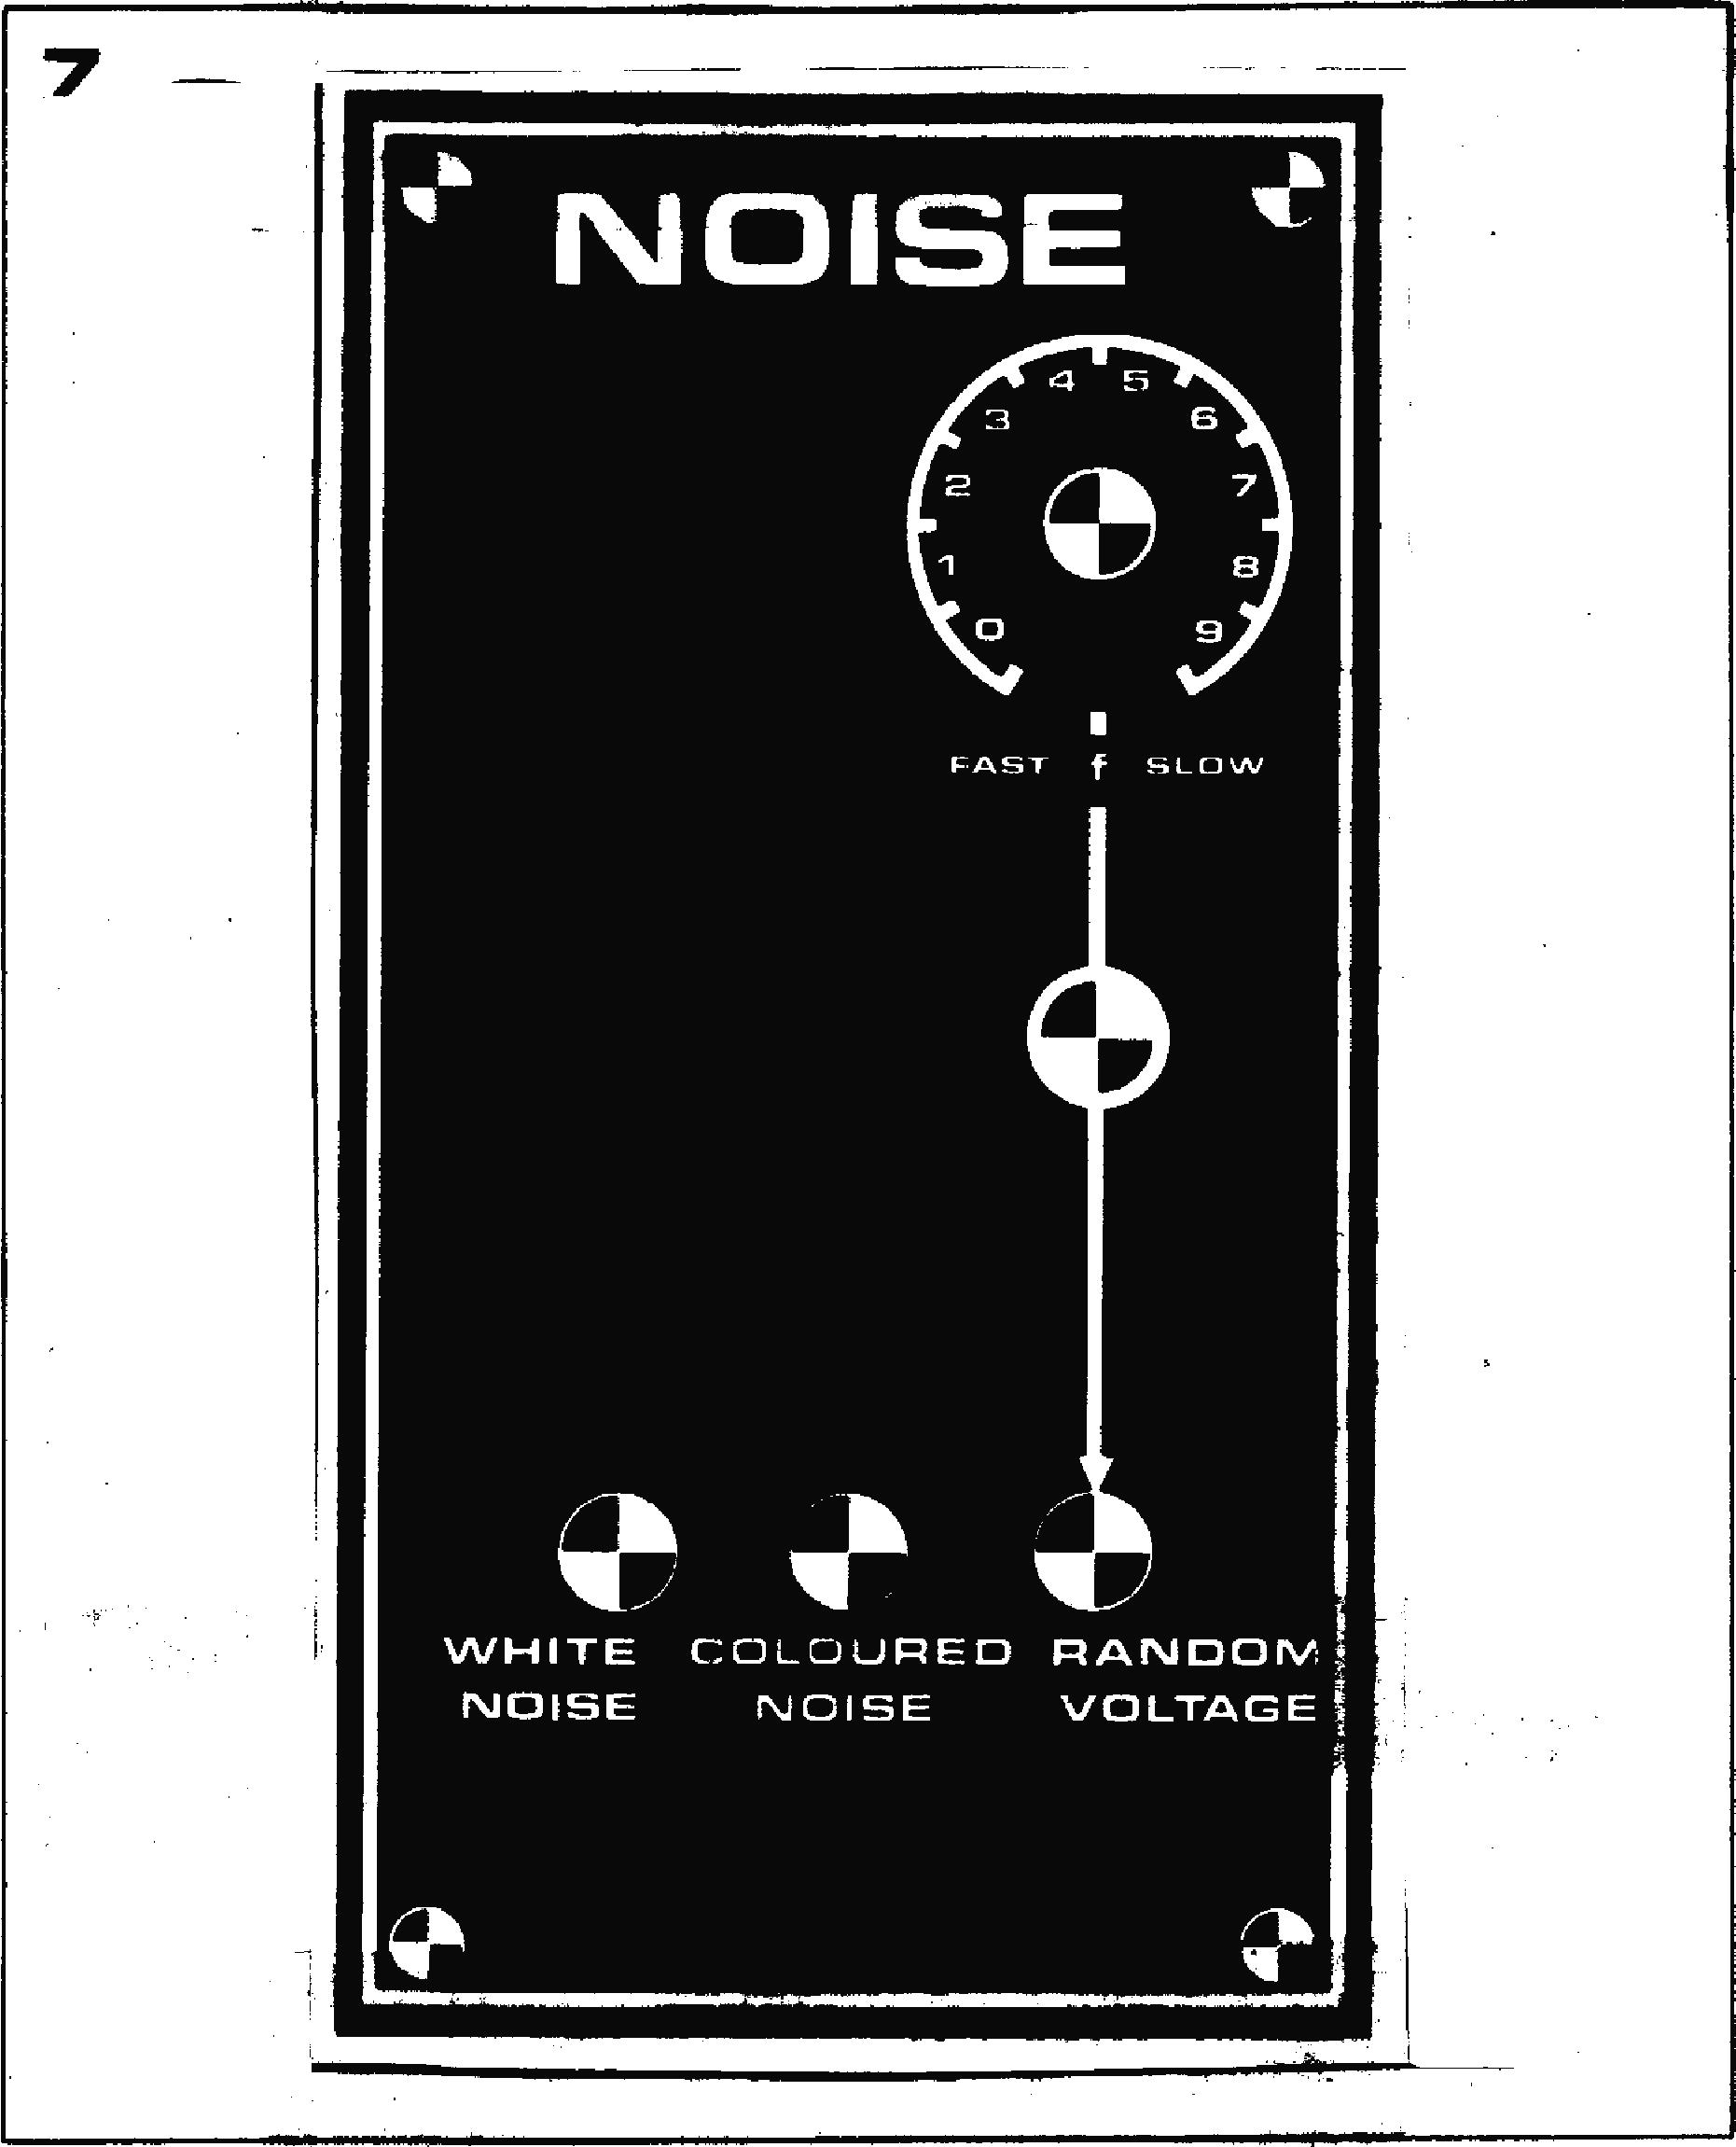 7
NOISE
4 5
3 6
2 7
1 8
0 9
FAST f SLOW
WHITE COLOURED RANDOM
NOISE NOISE VOLTAGE